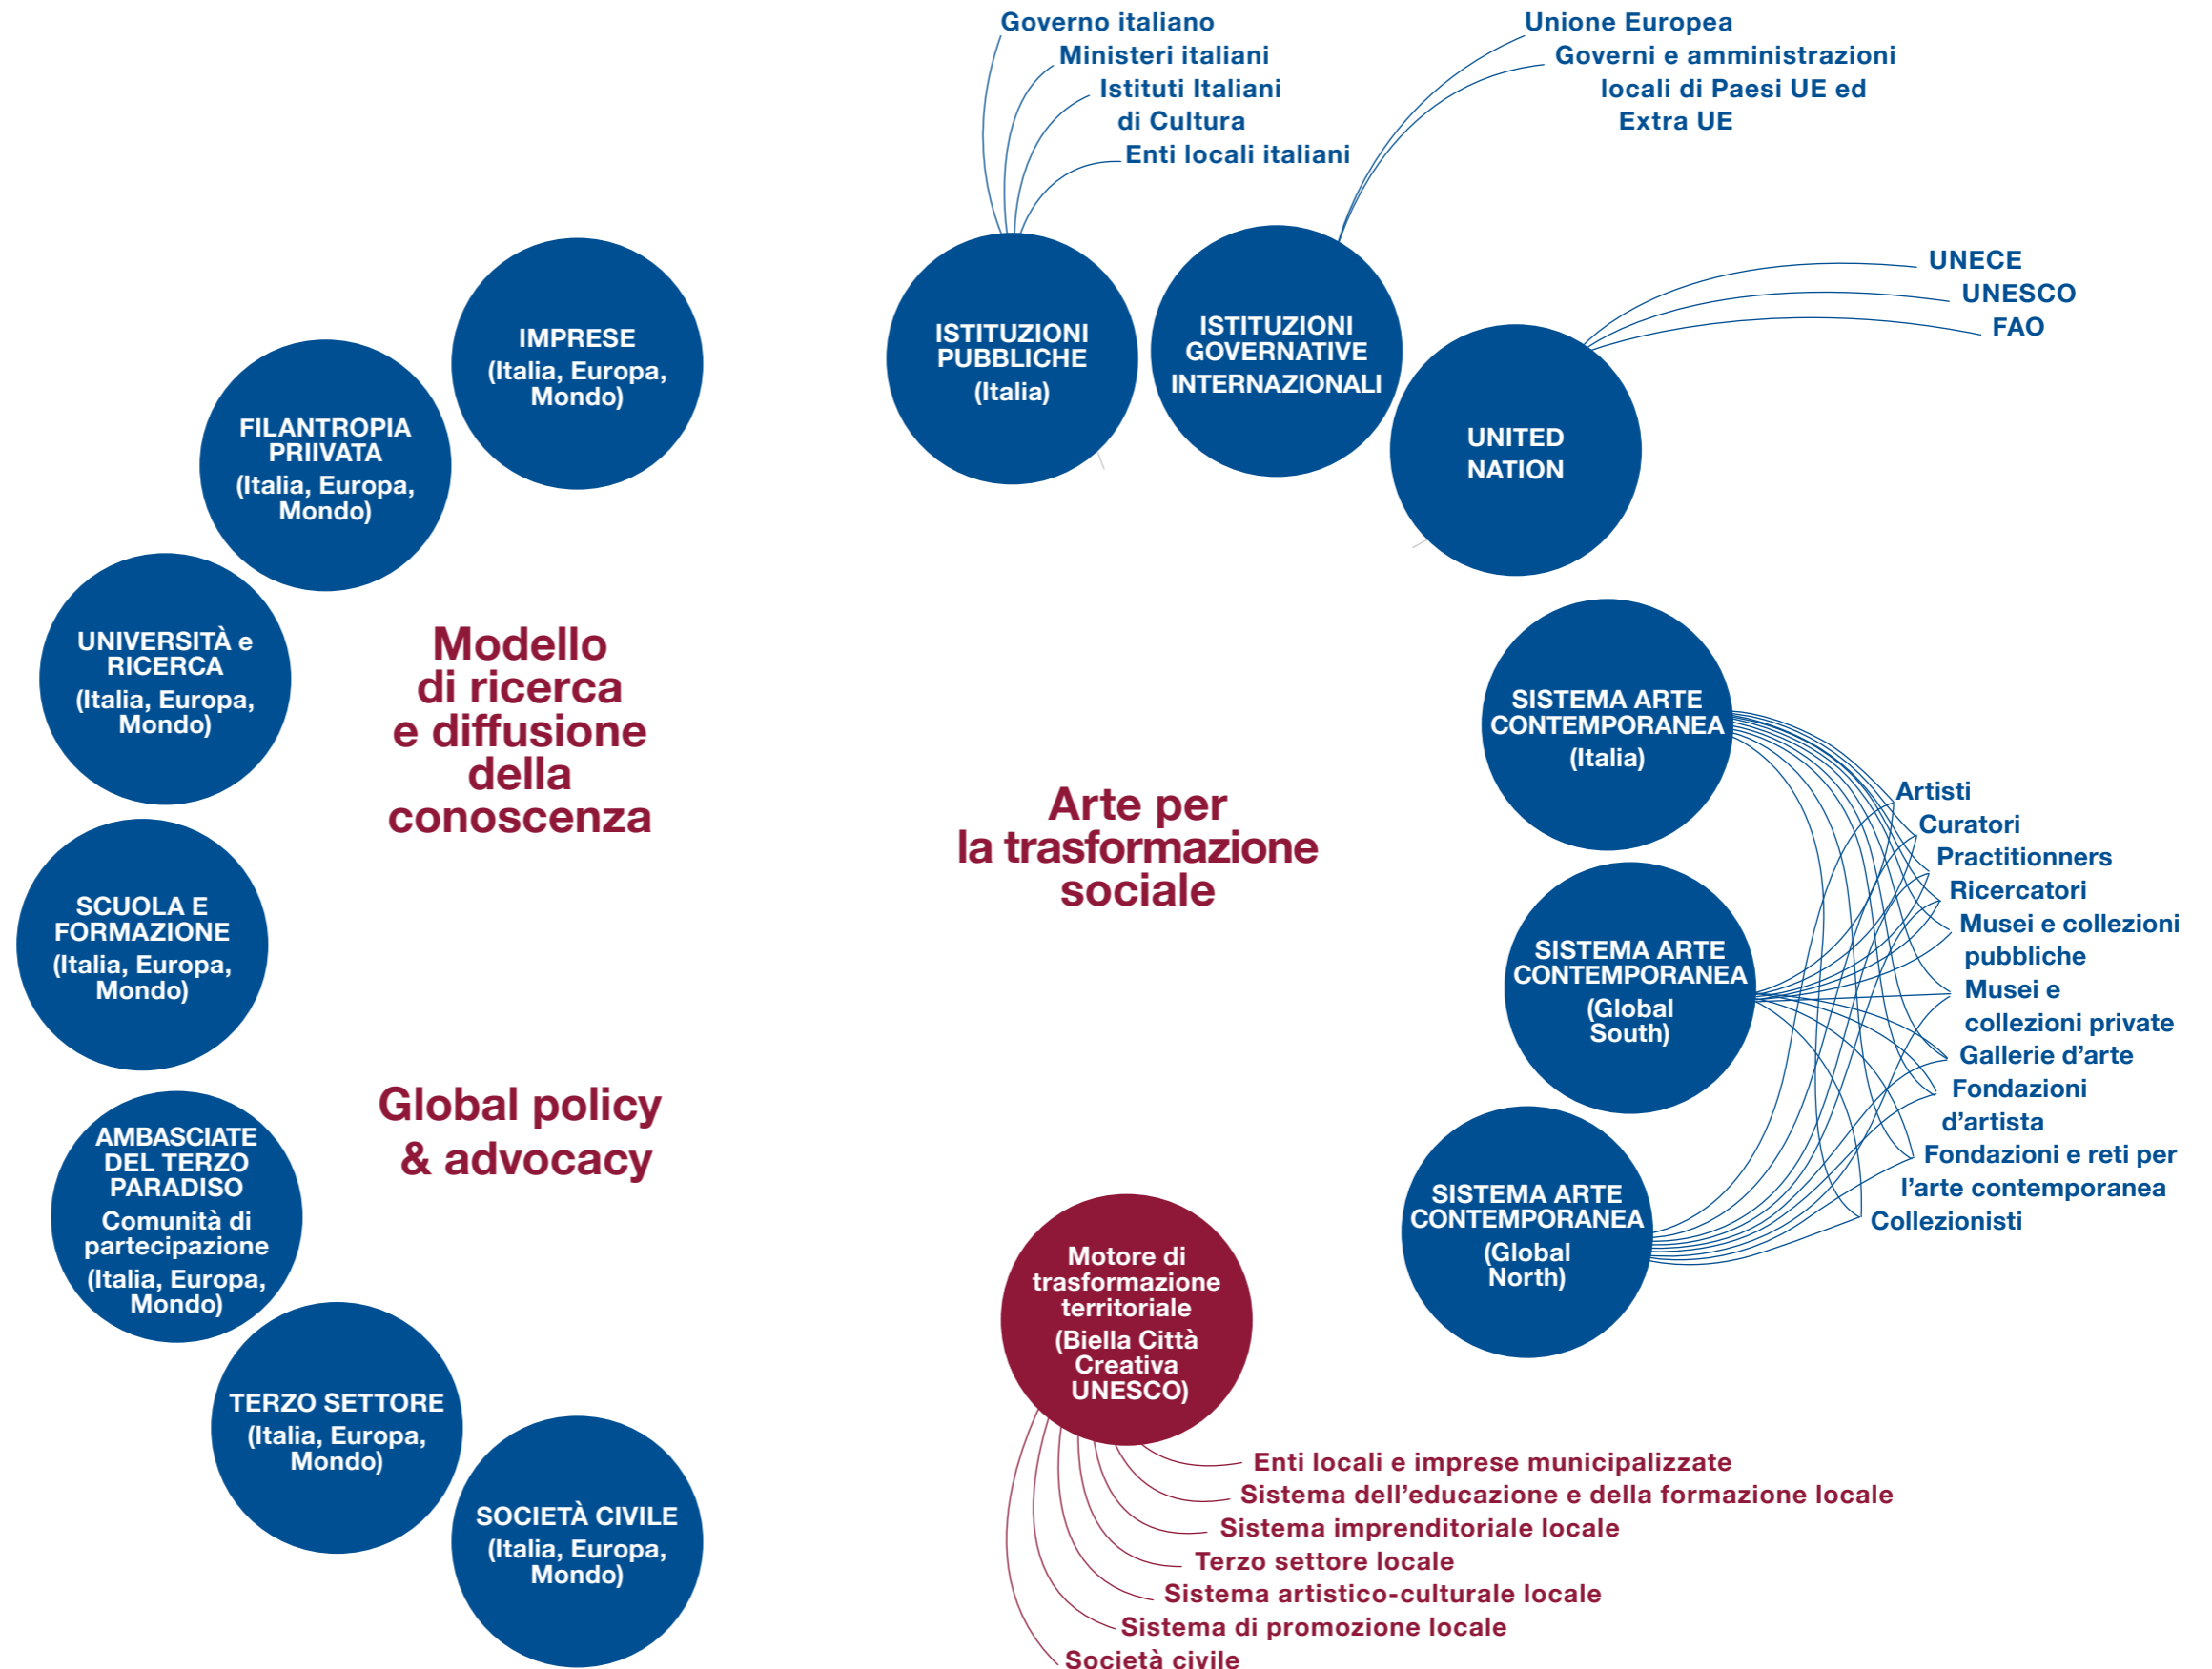 Governo italiano
Ministeri italiani
Istituti Italiani
di Cultura
Enti locali italiani
Unione Europea
Governi e amministrazioni
locali di Paesi UE ed
Extra UE
UNECE
UNESCO
FAO
IMPRESE
(Italia, Europa,
Mondo)
ISTITUZIONI
PUBBLICHE
(Italia)
ISTITUZIONI
GOVERNATIVE
INTERNAZIONALI
UNITED
NATION
FILANTROPIA
PRIIVATA
(Italia, Europa,
Mondo)
UNIVERSITÀ e
RICERCA
(Italia, Europa,
Mondo)
Modello
di ricerca
e diffusione
della
conoscenza
Arte per
la trasformazione
sociale
SISTEMA ARTE
CONTEMPORANEA
(Italia)
Artisti
Curatori
Practitionners
Ricercatori
Musei e collezioni
pubbliche
Musei e
collezioni private
Gallerie d'arte
Fondazioni
d'artista
Fondazioni e reti per
l'arte contemporanea
Collezionisti
SCUOLA E
FORMAZIONE
(Italia, Europa,
Mondo)
SISTEMA ARTE
CONTEMPORANEA
(Global
South)
Global policy
& advocacy
AMBASCIATE
DEL TERZO
PARADISO
Comunità di
partecipazione
(Italia, Europa,
Mondo)
SISTEMA ARTE
CONTEMPORANEA
(Global
North)
Motore di
trasformazione
territoriale
(Biella Città
Creativa
UNESCO)
TERZO SETTORE
(Italia, Europa,
Mondo)
SOCIETÀ CIVILE
(Italia, Europa,
Mondo)
Enti locali e imprese municipalizzate
Sistema dell'educazione e della formazione locale
Sistema imprenditoriale locale
Terzo settore locale
Sistema artistico-culturale locale
Sistema di promozione locale
Società civile